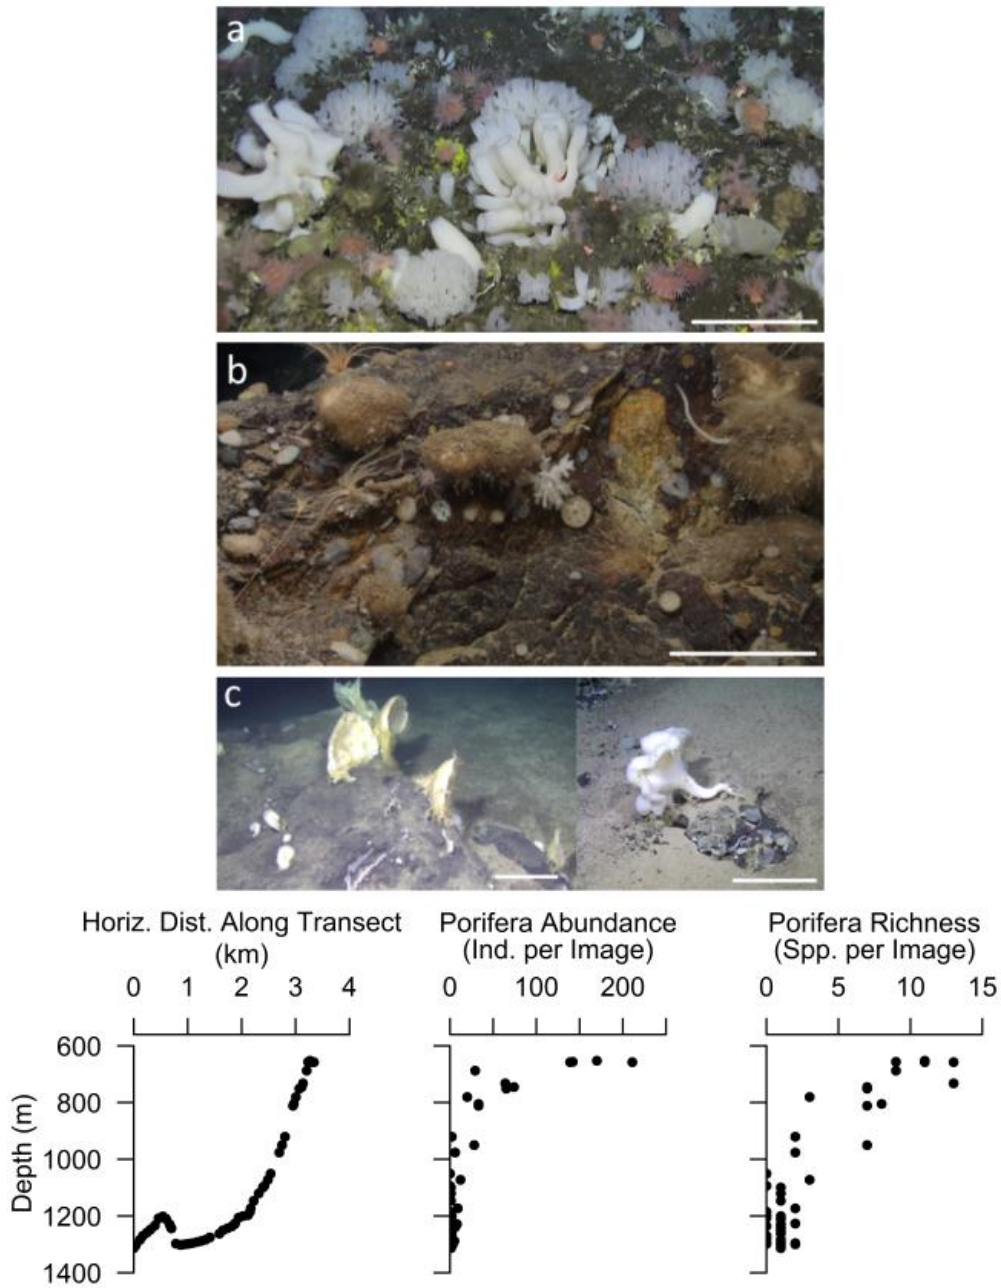 a
b
c
Horiz. Dist. Along Transect
(km)
0 1 2 3 4
Porifera Abundance
(Ind. per Image)
0 100 200
Porifera Richness
(Spp. per Image)
0 5 10 15
Depth (m)
600
800
1000
1200
1400